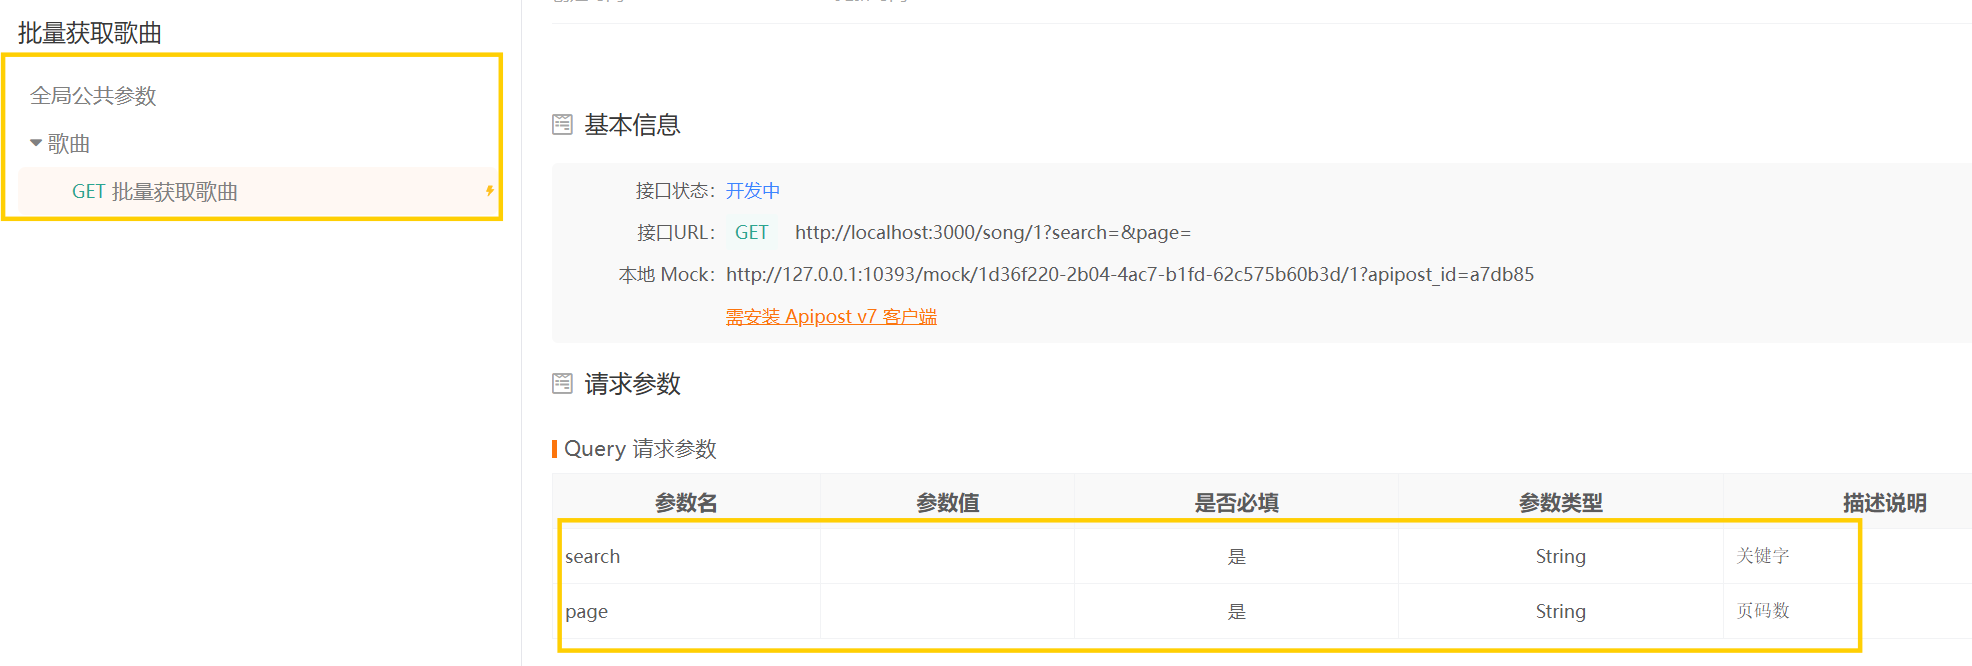 批量获取歌曲
全局公共参数
歌曲
GET 批量获取歌曲
基本信息
接口状态： 开发中
接口URL： GET http://localhost:3000/song/1?search=&page=
本地 Mock： http://127.0.0.1:10393/mock/1d36f220-2b04-4ac7-b1fd-62c575b60b3d/1?apipost_id=a7db85
需安装 Apipost v7 客户端
请求参数
Query 请求参数
参数名 参数值 是否必填 参数类型 描述说明
search 是 String 关键字
page 是 String 页码数